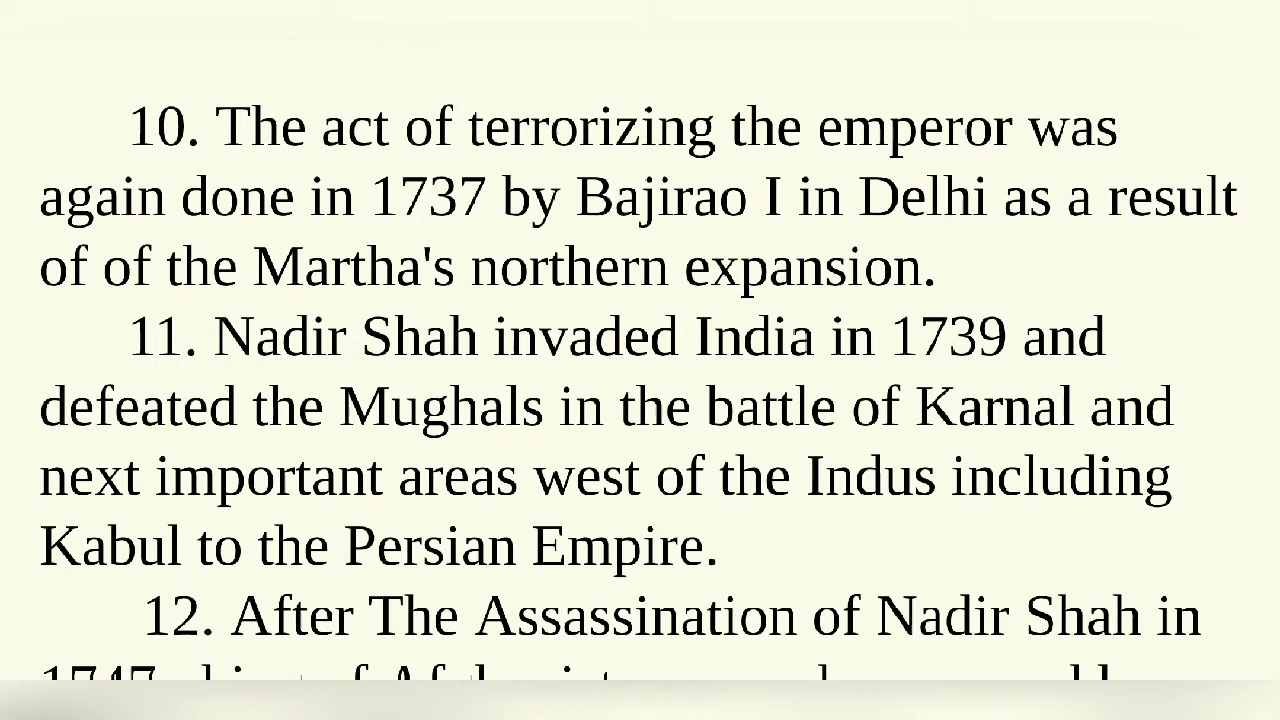 10. The act of terrorizing the emperor was
again done in 1737 by Bajirao I in Delhi as a result
of of the Martha's northern expansion.
11. Nadir Shah invaded India in 1739 and
defeated the Mughals in the battle of Karnal and
next important areas west of the Indus including
Kabul to the Persian Empire.
12. After The Assassination of Nadir Shah in
1747